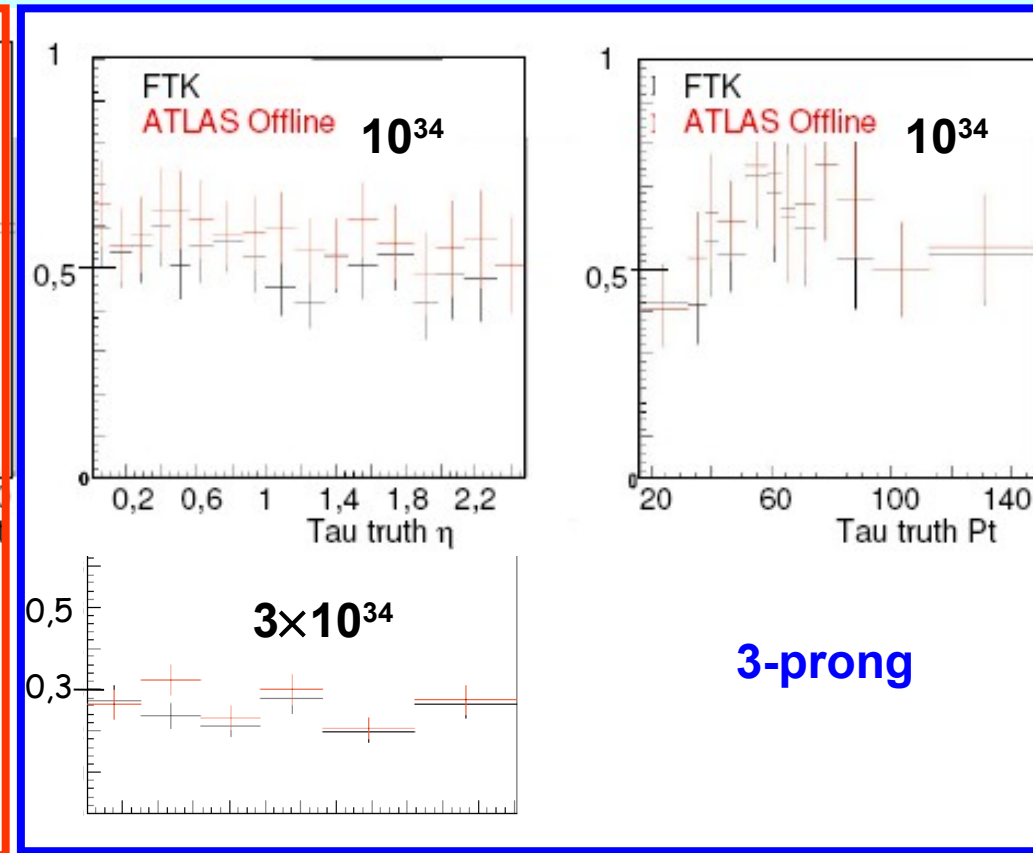 1
FTK
ATLAS Offline
10³⁴
0,5
0
0,2 0,6 1 1,4 1,8 2,2
Tau truth η
1
FTK
ATLAS Offline
10³⁴
0,5
0
20 60 100 140
Tau truth Pt
0,5
3×10³⁴
0,3
3-prong